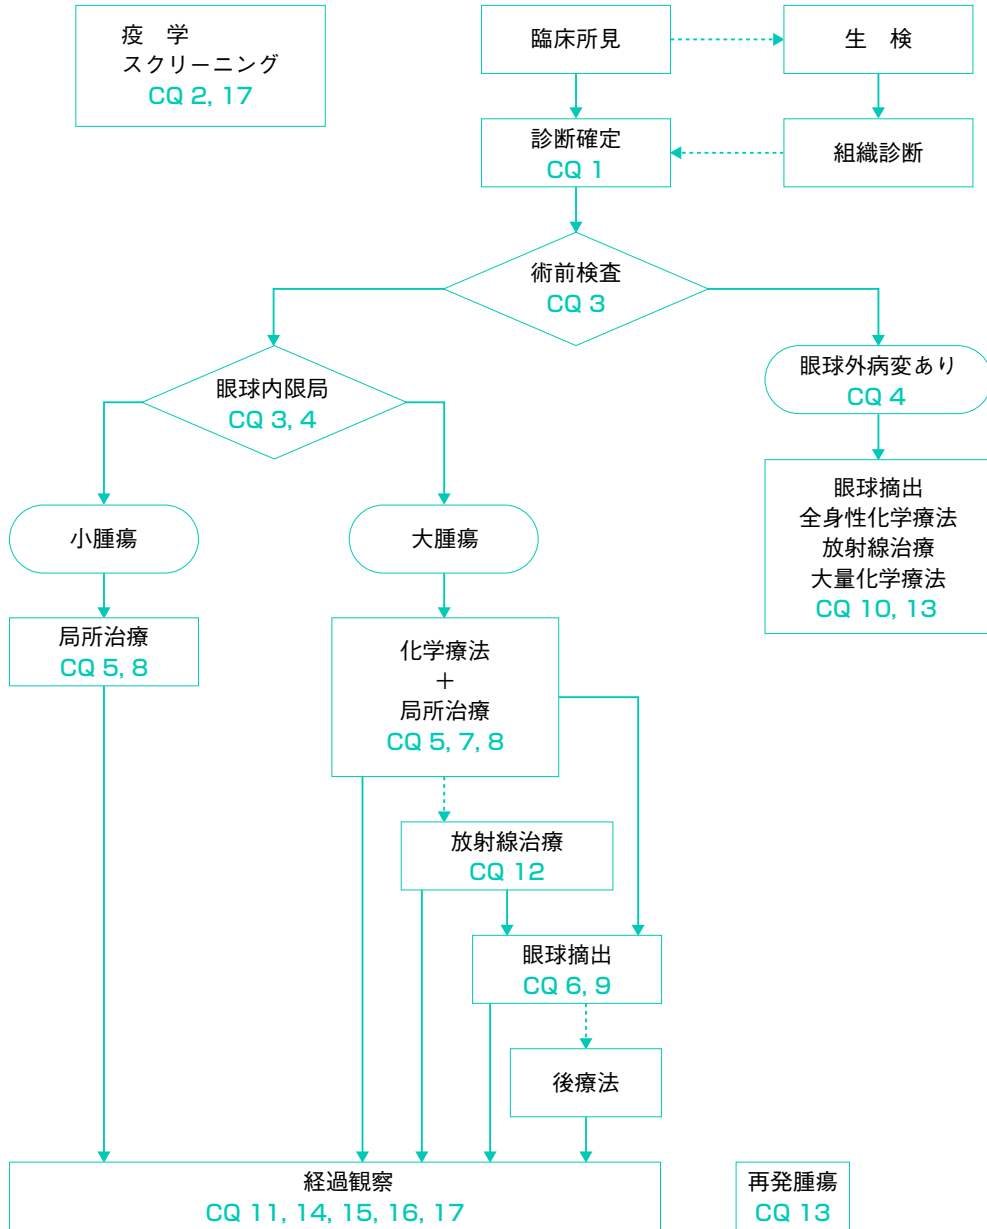 疫　学
スクリーニング
CQ 2, 17
臨床所見
生　検
診断確定
CQ 1
組織診断
術前検査
CQ 3
眼球内限局
CQ 3, 4
眼球外病変あり
CQ 4
眼球摘出
全身性化学療法
放射線治療
大量化学療法
CQ 10, 13
小腫瘍
大腫瘍
局所治療
CQ 5, 8
化学療法
＋
局所治療
CQ 5, 7, 8
放射線治療
CQ 12
眼球摘出
CQ 6, 9
後療法
経過観察
CQ 11, 14, 15, 16, 17
再発腫瘍
CQ 13